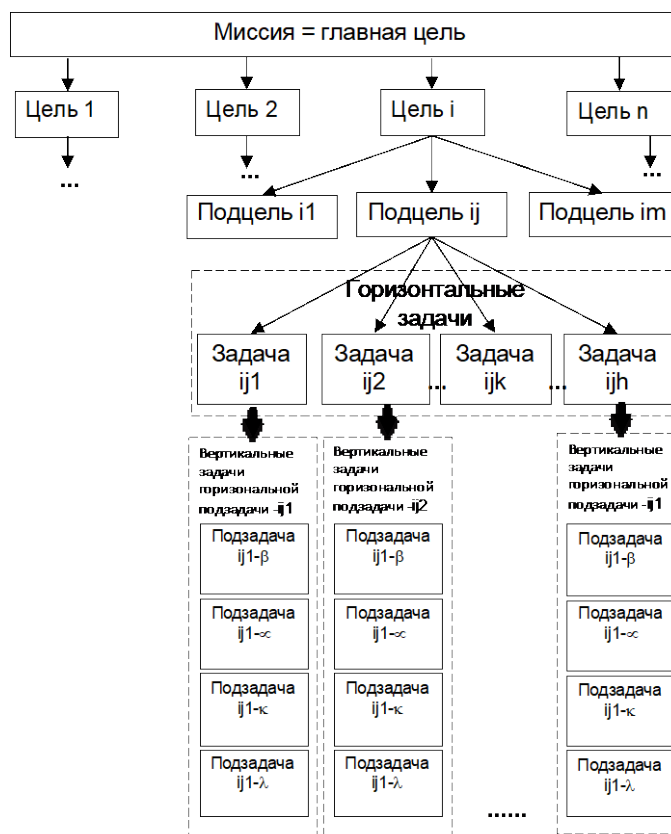 Миссия = главная цель
Цель 1
Цель 2
Цель i
Цель n
...
...
...
Подцель i1
Подцель ij
Подцель im
Горизонтальные
задачи
Задача
ij1
Задача
ij2
...
Задача
ijk
...
Задача
ijh
Вертикальные
задачи
горизональной
подзадачи -ij1
Подзадача
ij1-β
Подзадача
ij1-∝
Подзадача
ij1-κ
Подзадача
ij1-λ
Вертикальные
задачи
горизональной
подзадачи -ij2
Подзадача
ij1-β
Подзадача
ij1-∝
Подзадача
ij1-κ
Подзадача
ij1-λ
......
Вертикальные
задачи
горизональной
подзадачи -ij1
Подзадача
ij1-β
Подзадача
ij1-∝
Подзадача
ij1-κ
Подзадача
ij1-λ